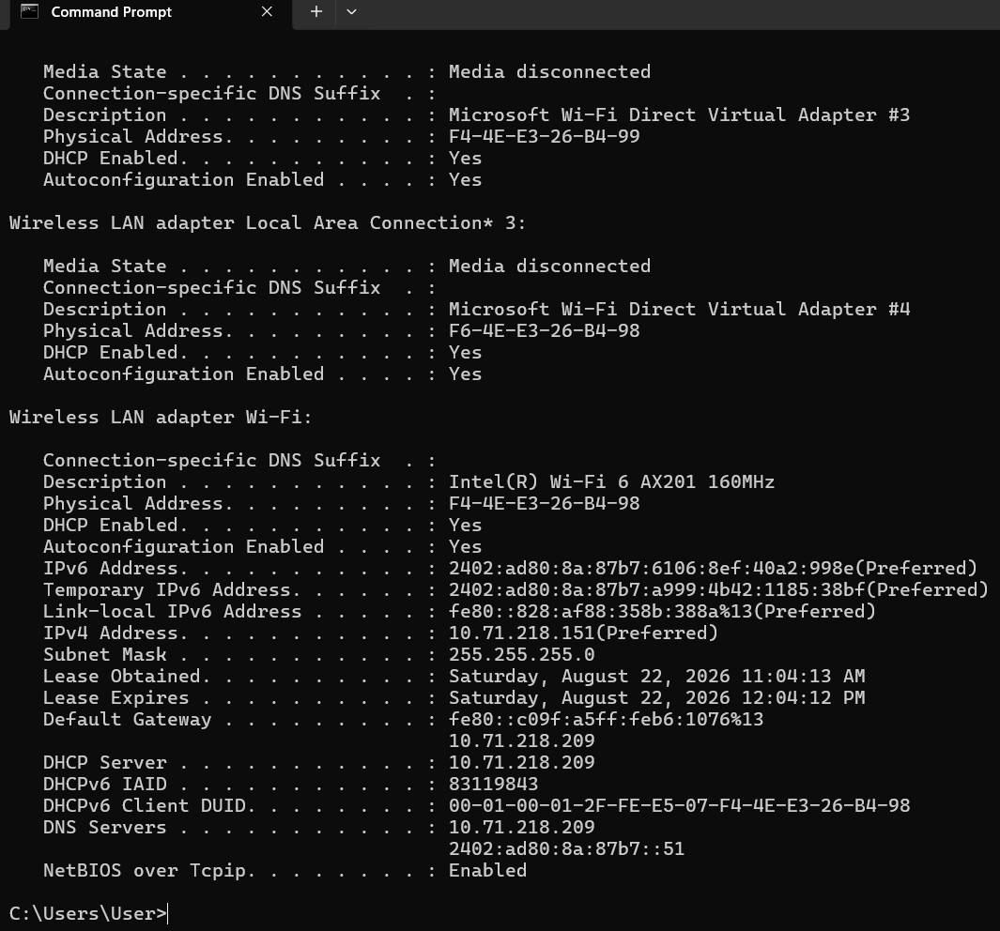 Command Prompt
   Media State . . . . . . . . . . . : Media disconnected
   Connection-specific DNS Suffix  . :
   Description . . . . . . . . . . . : Microsoft Wi-Fi Direct Virtual Adapter #3
   Physical Address. . . . . . . . . : F4-4E-E3-26-B4-99
   DHCP Enabled. . . . . . . . . . . : Yes
   Autoconfiguration Enabled . . . . : Yes
Wireless LAN adapter Local Area Connection* 3:
   Media State . . . . . . . . . . . : Media disconnected
   Connection-specific DNS Suffix  . :
   Description . . . . . . . . . . . : Microsoft Wi-Fi Direct Virtual Adapter #4
   Physical Address. . . . . . . . . : F6-4E-E3-26-B4-98
   DHCP Enabled. . . . . . . . . . . : Yes
   Autoconfiguration Enabled . . . . : Yes
Wireless LAN adapter Wi-Fi:
   Connection-specific DNS Suffix  . :
   Description . . . . . . . . . . . : Intel(R) Wi-Fi 6 AX201 160MHz
   Physical Address. . . . . . . . . : F4-4E-E3-26-B4-98
   DHCP Enabled. . . . . . . . . . . : Yes
   Autoconfiguration Enabled . . . . : Yes
   IPv6 Address. . . . . . . . . . . : 2402:ad80:8a:87b7:6106:8ef:40a2:998e(Preferred)
   Temporary IPv6 Address. . . . . . : 2402:ad80:8a:87b7:a999:4b42:1185:38bf(Preferred)
   Link-local IPv6 Address . . . . . : fe80::828:af88:358b:388a%13(Preferred)
   IPv4 Address. . . . . . . . . . . : 10.71.218.151(Preferred)
   Subnet Mask . . . . . . . . . . . : 255.255.255.0
   Lease Obtained. . . . . . . . . . : Saturday, August 22, 2026 11:04:13 AM
   Lease Expires . . . . . . . . . . : Saturday, August 22, 2026 12:04:12 PM
   Default Gateway . . . . . . . . . : fe80::c09f:a5ff:feb6:1076%13
                                       10.71.218.209
   DHCP Server . . . . . . . . . . . : 10.71.218.209
   DHCPv6 IAID . . . . . . . . . . . : 83119843
   DHCPv6 Client DUID. . . . . . . . : 00-01-00-01-2F-FE-E5-07-F4-4E-E3-26-B4-98
   DNS Servers . . . . . . . . . . . : 10.71.218.209
                                       2402:ad80:8a:87b7::51
   NetBIOS over Tcpip. . . . . . . . : Enabled
C:\Users\User>